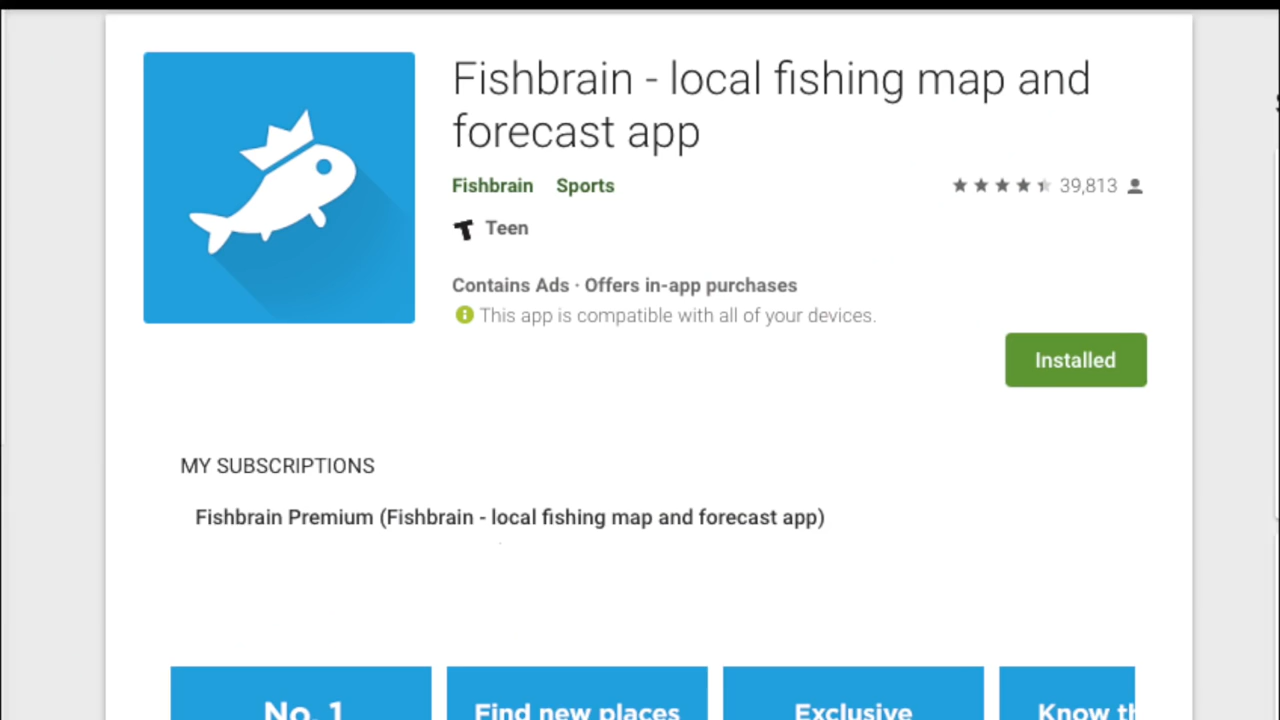 Fishbrain - local fishing map and
forecast app
Fishbrain Sports 39,813
Teen
Contains Ads · Offers in-app purchases
This app is compatible with all of your devices.
Installed
MY SUBSCRIPTIONS
Fishbrain Premium (Fishbrain - local fishing map and forecast app)
No. 1 Find new places Exclusive Know